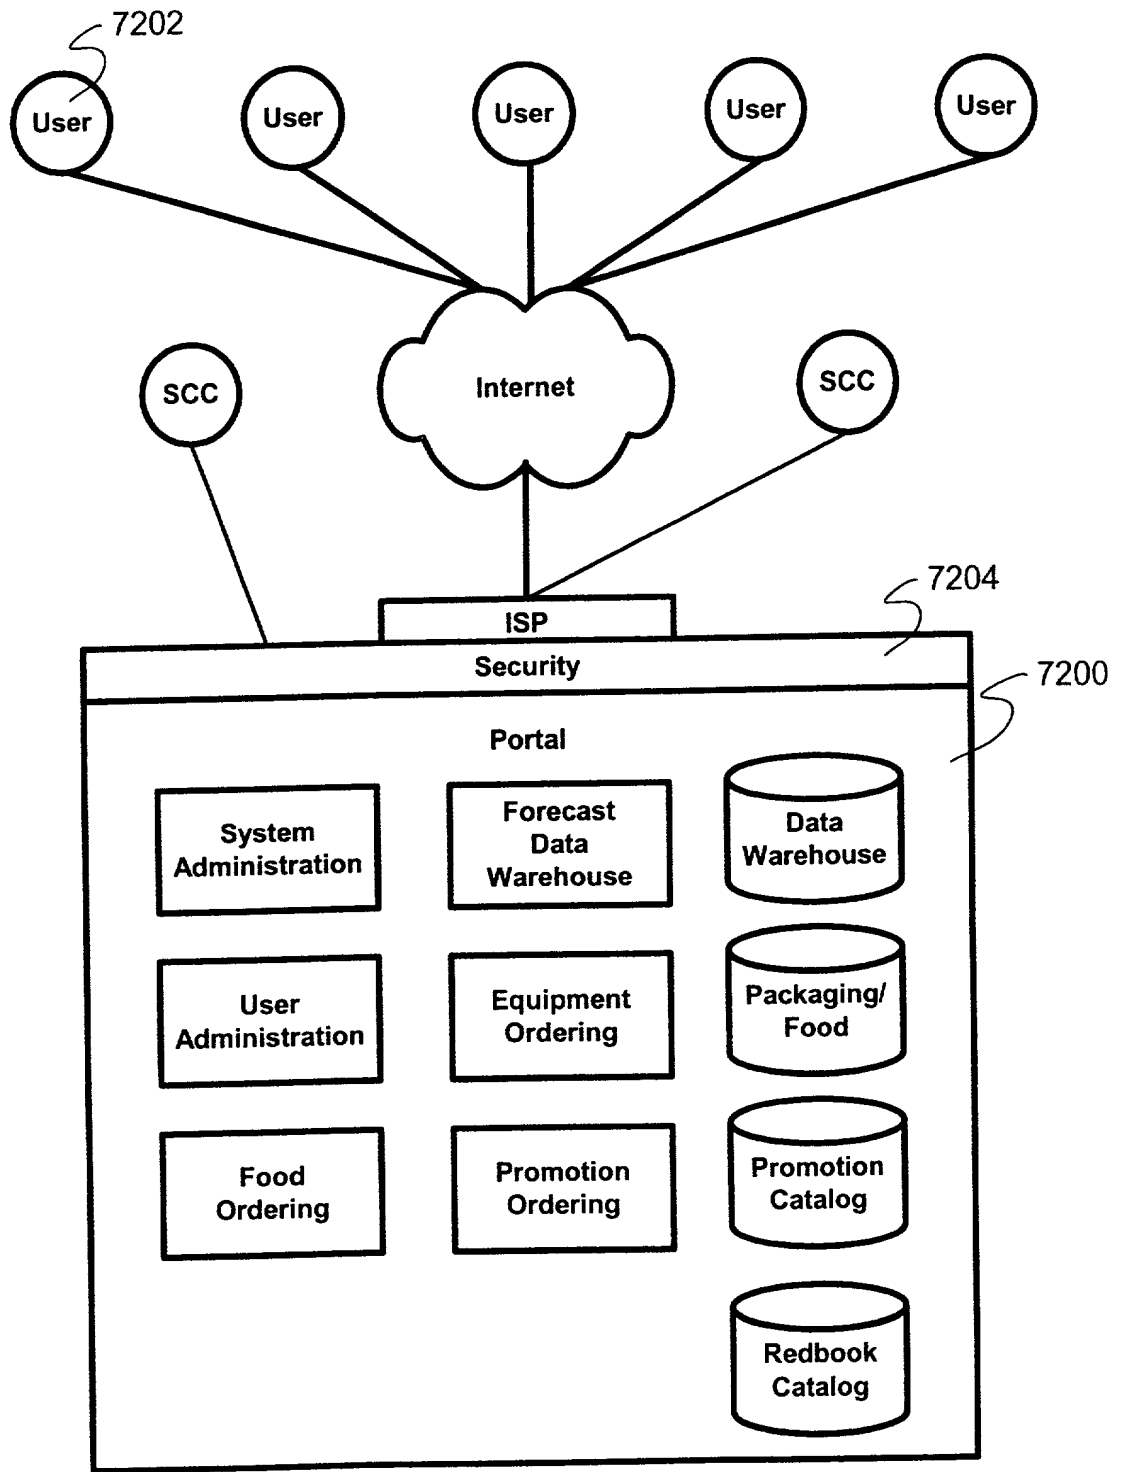 7202
User
User
User
User
User
SCC
Internet
SCC
ISP
7204
Security
7200
Portal
System
Administration
Forecast
Data
Warehouse
Data
Warehouse
User
Administration
Equipment
Ordering
Packaging/
Food
Food
Ordering
Promotion
Ordering
Promotion
Catalog
Redbook
Catalog